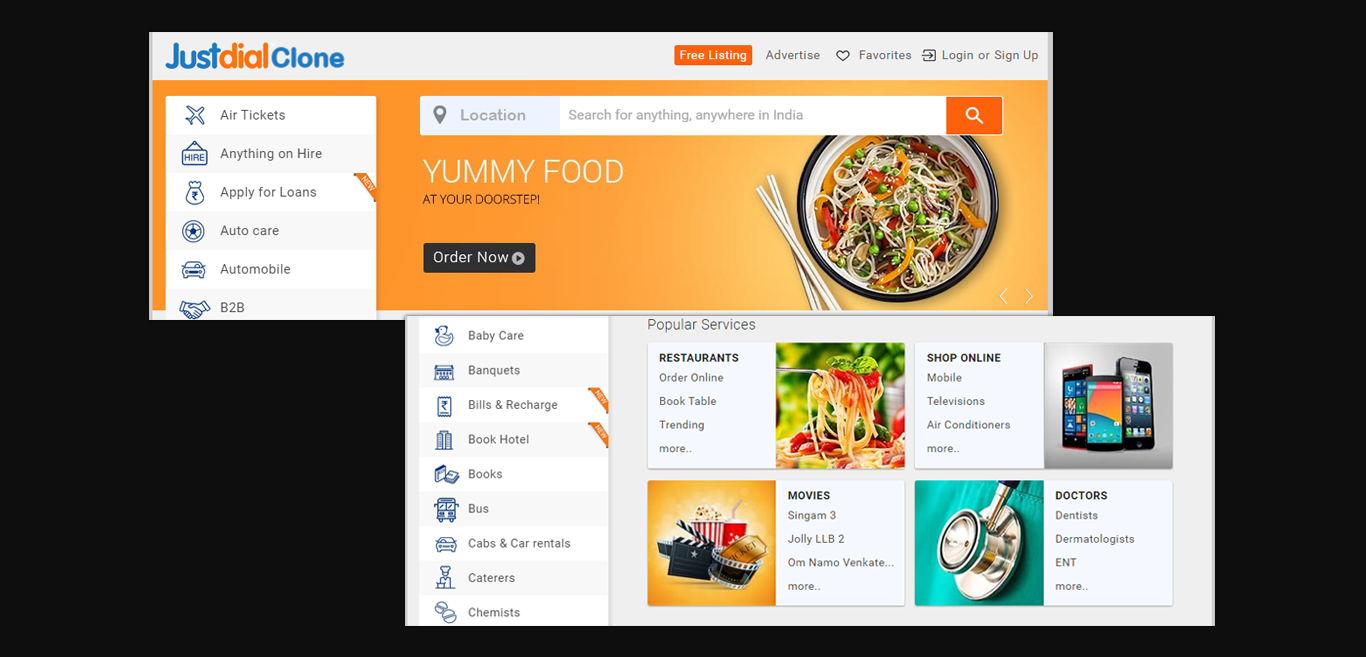 Justdial Clone
Free Listing Advertise Favorites Login or Sign Up
Location Search for anything, anywhere in India
Air Tickets
HIRE Anything on Hire
Apply for Loans NEW
Auto care
Automobile
B2B
YUMMY FOOD
AT YOUR DOORSTEP!
Order Now
Baby Care
Banquets
Bills & Recharge NEW
Book Hotel NEW
Books
Bus
Cabs & Car rentals
Caterers
Chemists
Popular Services
RESTAURANTS
Order Online
Book Table
Trending
more..
SHOP ONLINE
Mobile
Televisions
Air Conditioners
more..
MOVIES
Singam 3
Jolly LLB 2
Om Namo Venkate...
more..
DOCTORS
Dentists
Dermatologists
ENT
more..